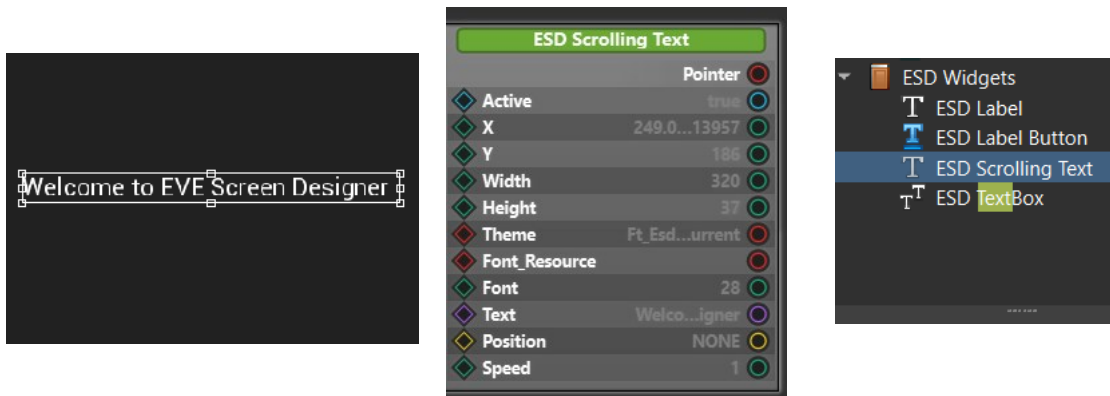 Welcome to EVE Screen Designer
ESD Scrolling Text
Pointer
Active true
X 249.0...13957
Y 186
Width 320
Height 37
Theme Ft_Esd...urrent
Font_Resource
Font 28
Text Welco...igner
Position NONE
Speed 1
ESD Widgets
T ESD Label
T ESD Label Button
T ESD Scrolling Text
TT ESD TextBox